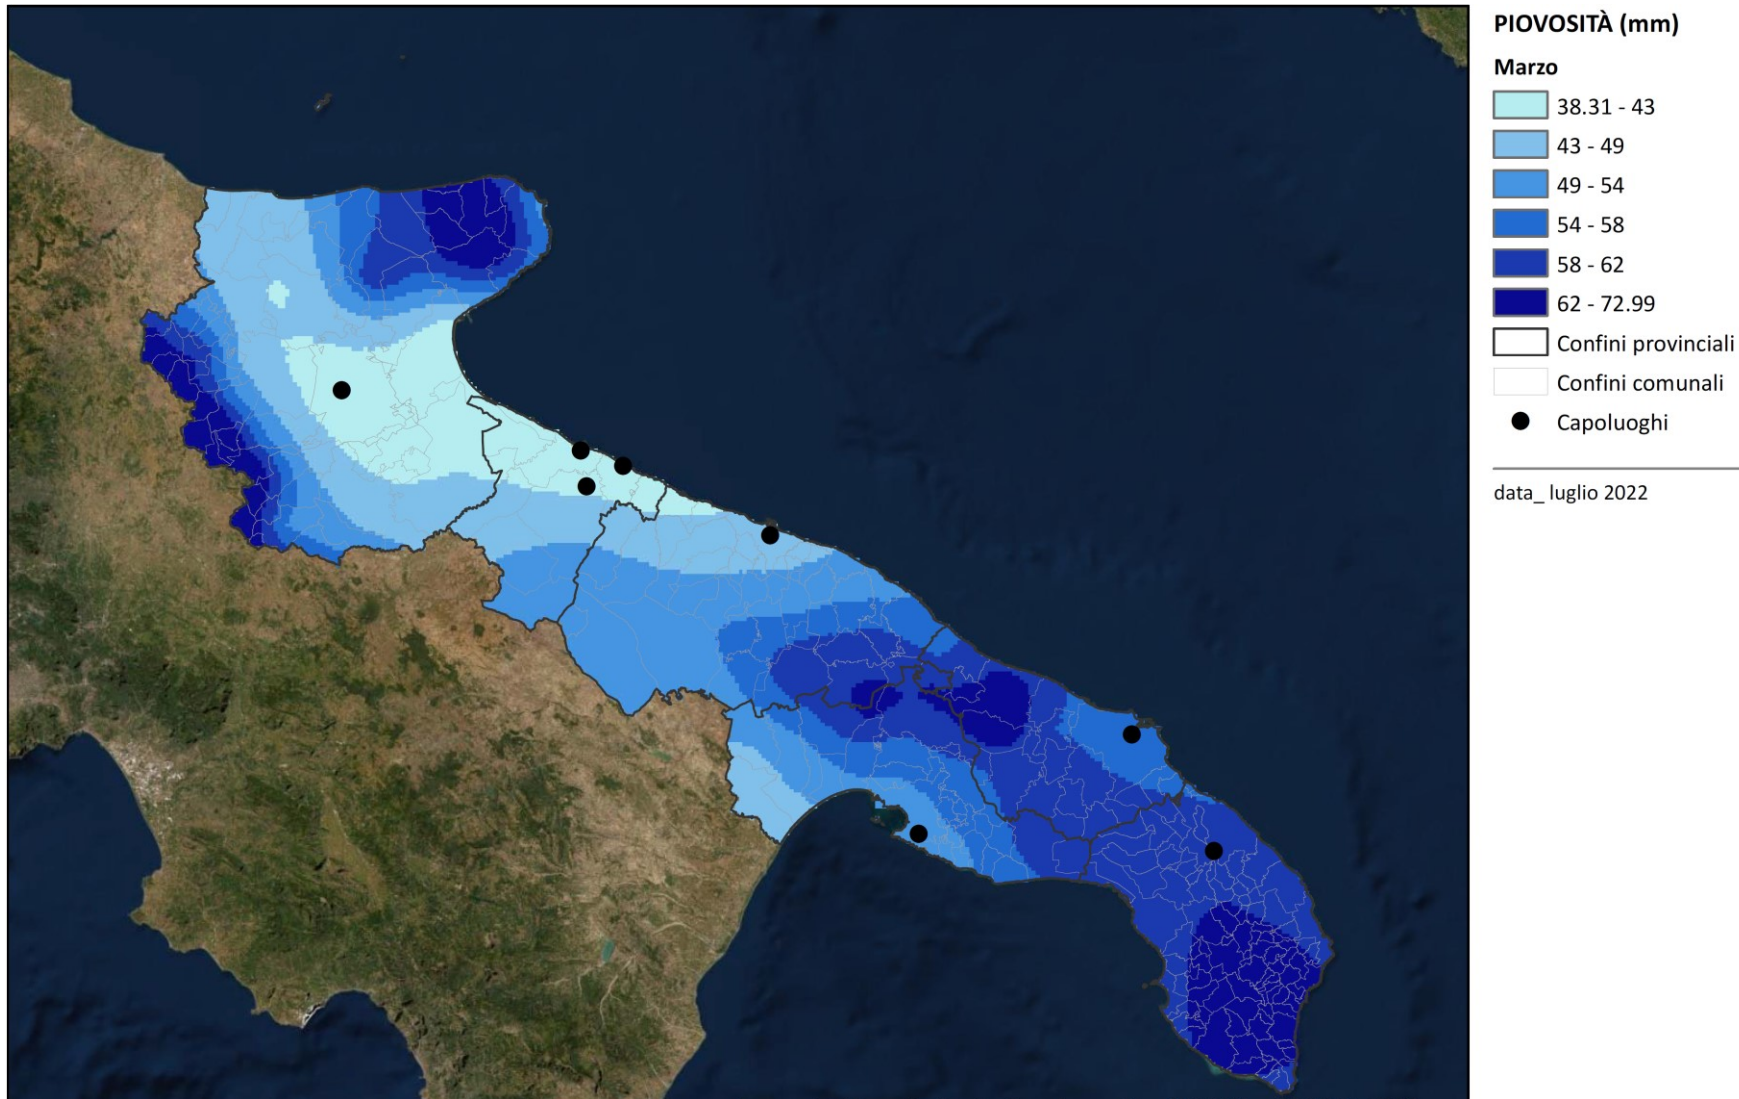 PIOVOSITÀ (mm)
Marzo
38.31 - 43
43 - 49
49 - 54
54 - 58
58 - 62
62 - 72.99
Confini provinciali
Confini comunali
Capoluoghi
data_ luglio 2022